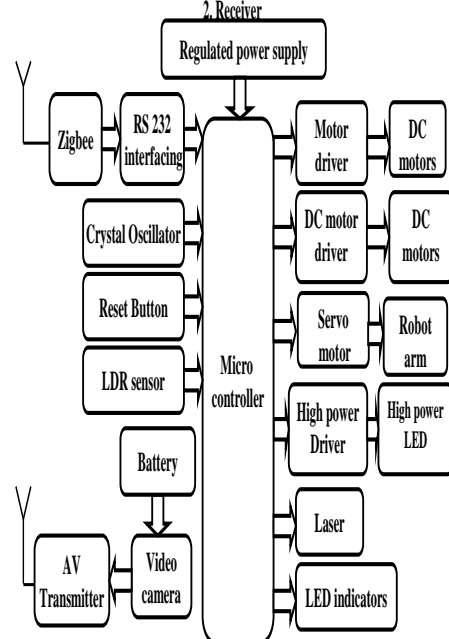 2. Receiver
Regulated power supply
Zigbee
RS 232
interfacing
Motor
driver
DC
motors
Crystal Oscillator
DC motor
driver
DC
motors
Reset Button
Servo
motor
Robot
arm
LDR sensor
Micro
controller
High power
Driver
High power
LED
Battery
Laser
AV
Transmitter
Video
camera
LED indicators